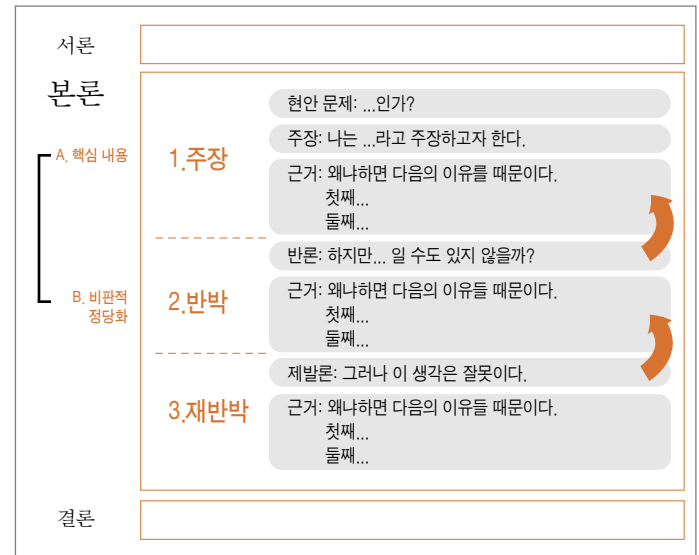 서론
본론
A. 핵심 내용
B. 비판적
정당화
1.주장
현안 문제: ...인가?
주장: 나는 ...라고 주장하고자 한다.
근거: 왜냐하면 다음의 이유를 때문이다.
첫째...
둘째...
2.반박
반론: 하지만... 일 수도 있지 않을까?
근거: 왜냐하면 다음의 이유들 때문이다.
첫째...
둘째...
3.재반박
제발론: 그러나 이 생각은 잘못이다.
근거: 왜냐하면 다음의 이유들 때문이다.
첫째...
둘째...
결론